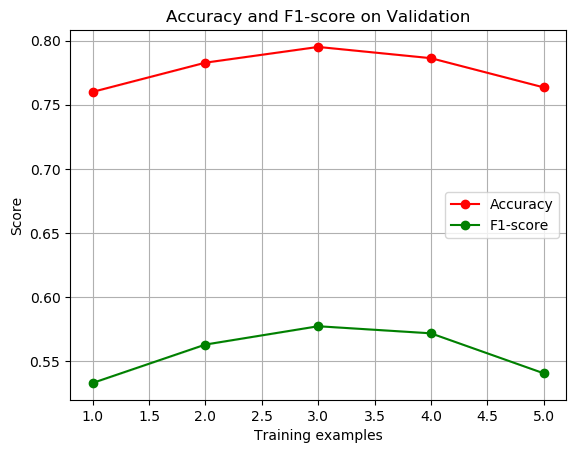 Accuracy and F1-score on Validation
0.80
0.75
0.70
0.65
0.60
0.55
Score
Accuracy
F1-score
1.0 1.5 2.0 2.5 3.0 3.5 4.0 4.5 5.0
Training examples